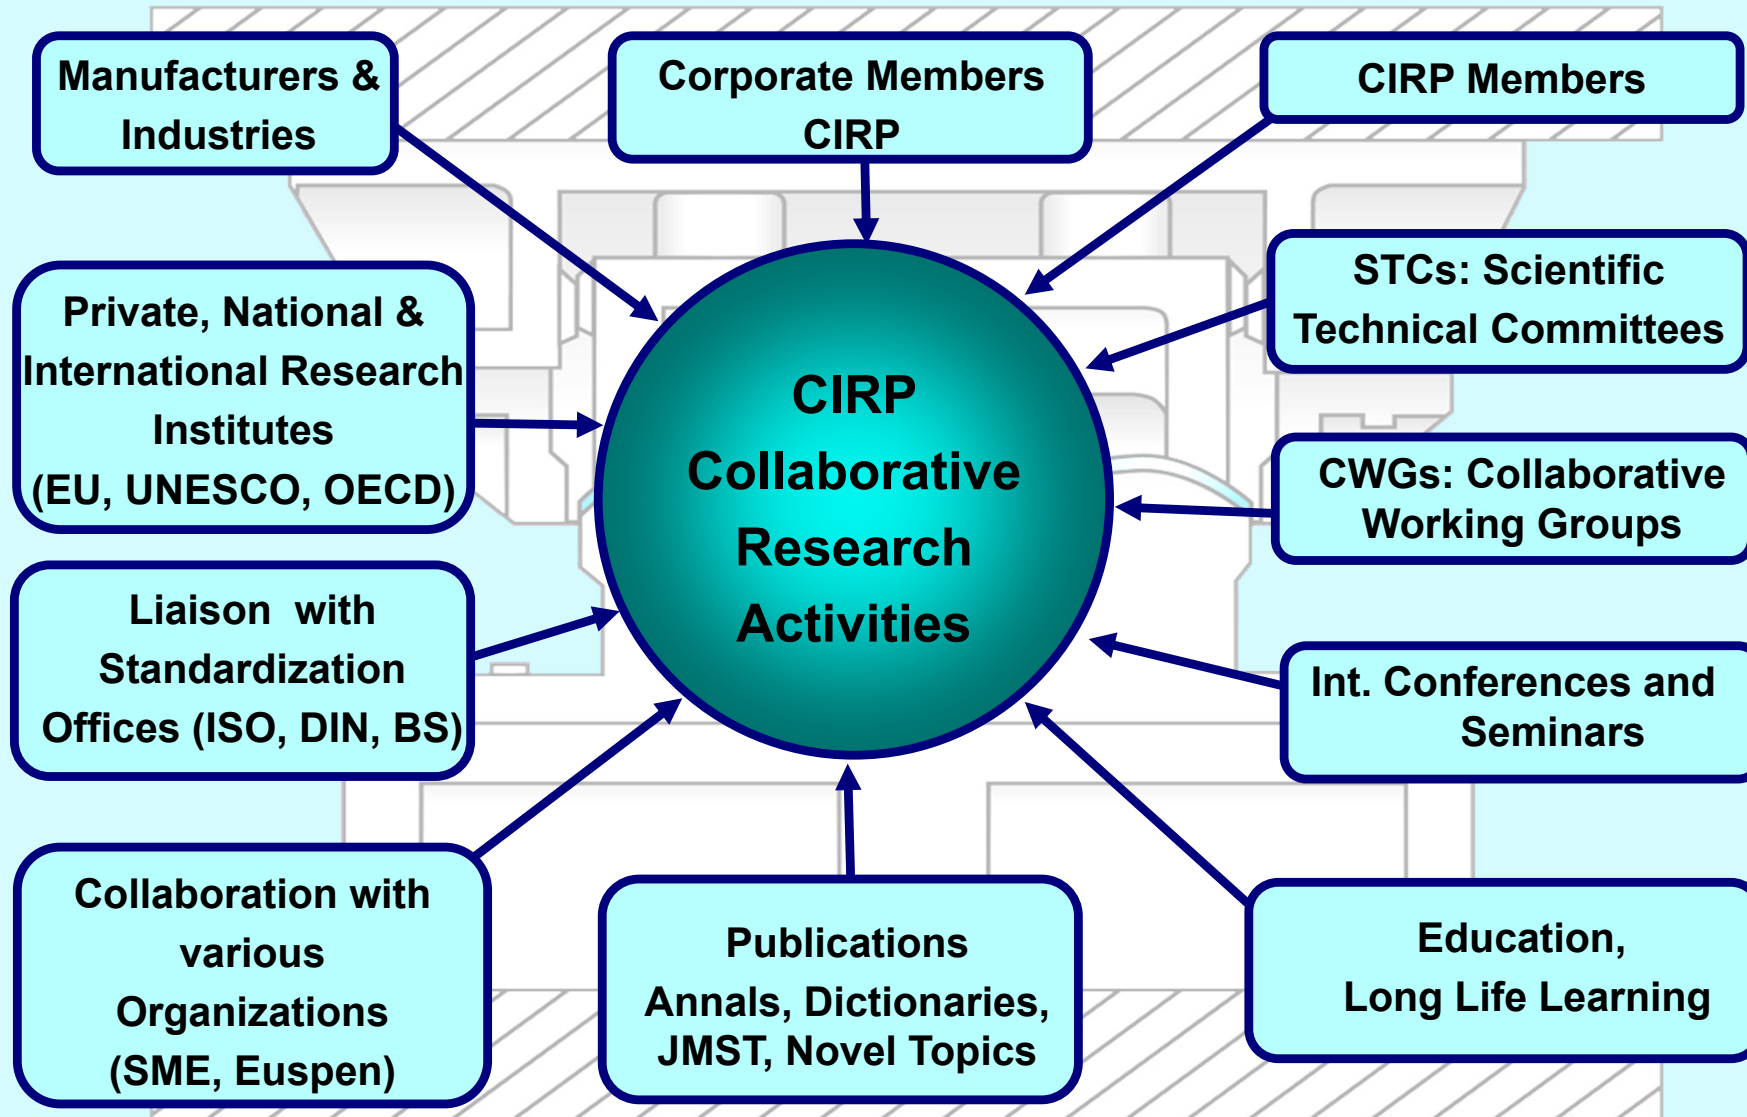 Manufacturers &
Industries
Corporate Members
CIRP
CIRP Members
Private, National &
International Research
Institutes
(EU, UNESCO, OECD)
STCs: Scientific
Technical Committees
CIRP
Collaborative
Research
Activities
CWGs: Collaborative
Working Groups
Liaison with
Standardization
Offices (ISO, DIN, BS)
Int. Conferences and
Seminars
Collaboration with
various
Organizations
(SME, Euspen)
Publications
Annals, Dictionaries,
JMST, Novel Topics
Education,
Long Life Learning